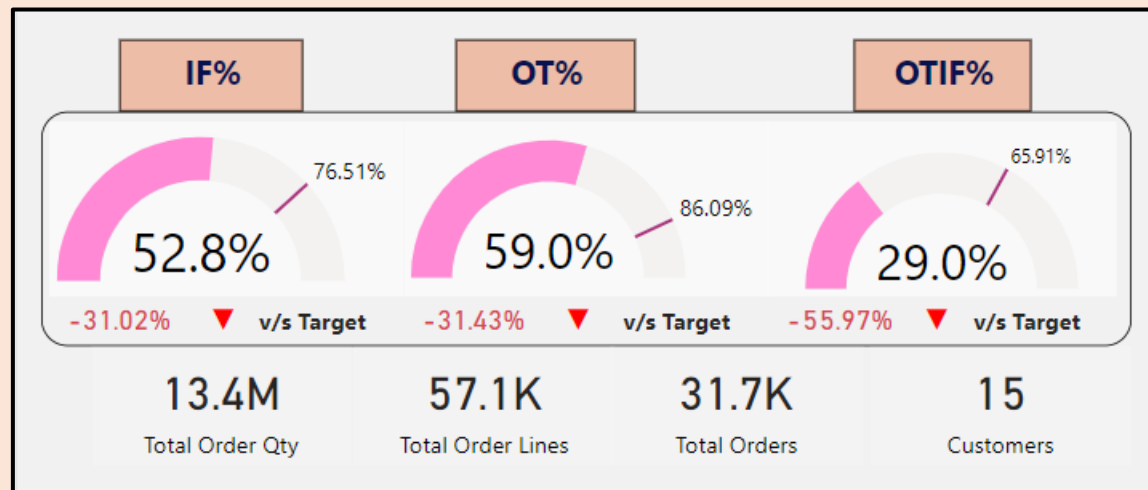 IF%
OT%
OTIF%
76.51%
52.8%
86.09%
59.0%
65.91%
29.0%
-31.02% ▼ v/s Target
-31.43% ▼ v/s Target
-55.97% ▼ v/s Target
13.4M
Total Order Qty
57.1K
Total Order Lines
31.7K
Total Orders
15
Customers